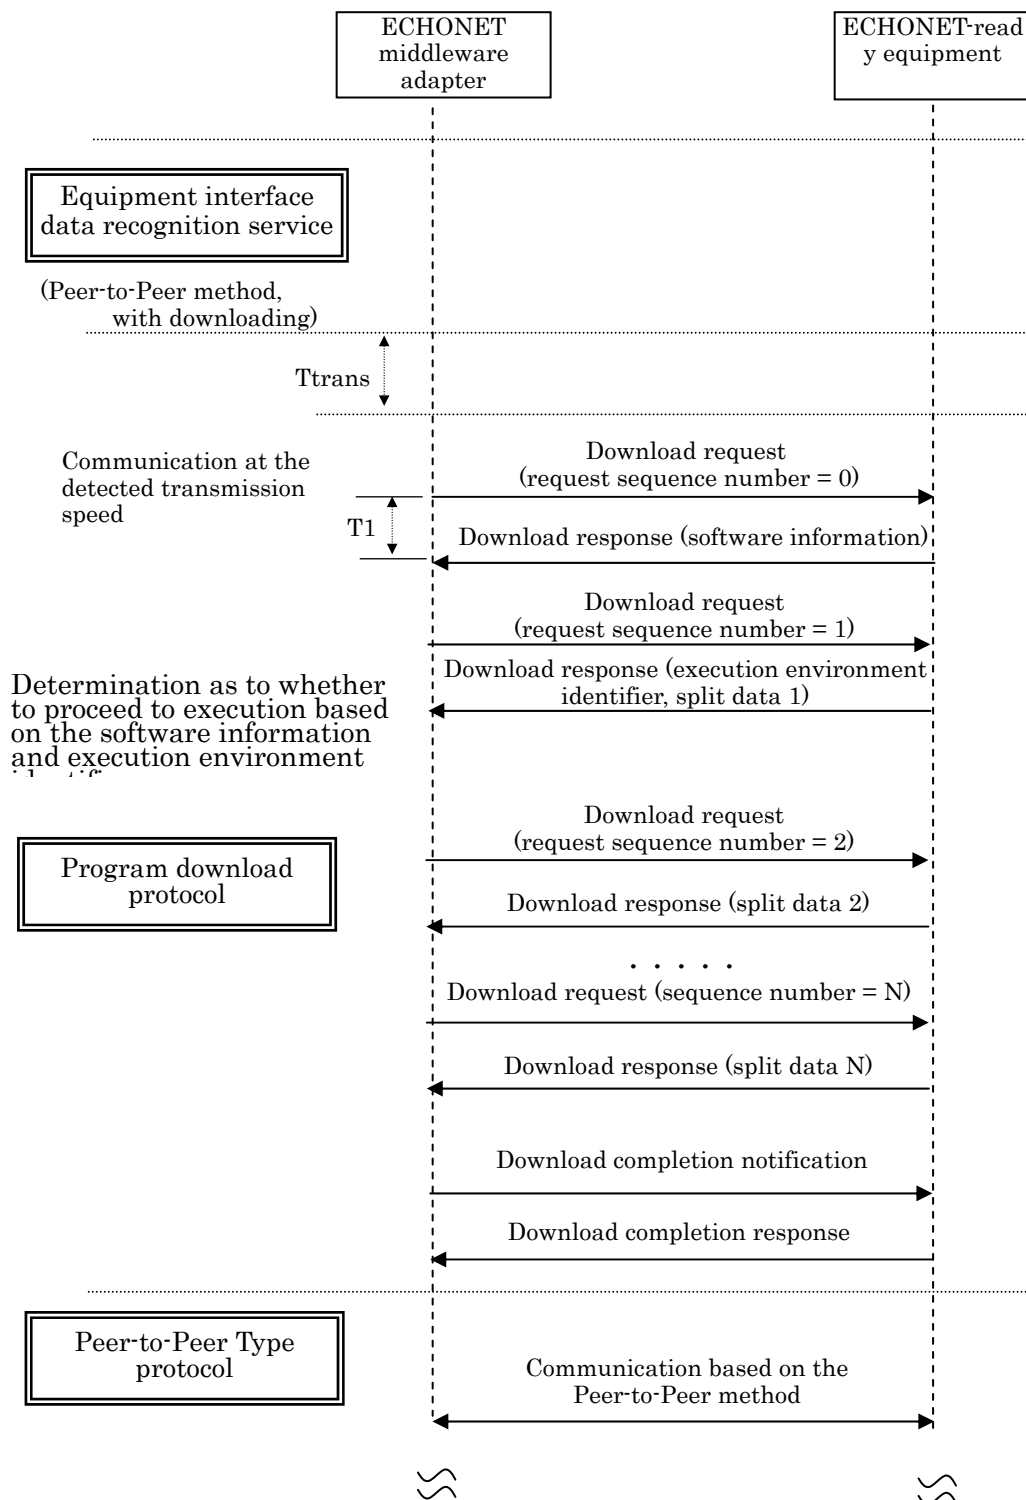 ECHONET
middleware
adapter
ECHONET-read
y equipment
Equipment interface
data recognition service
(Peer-to-Peer method,
with downloading)
Ttrans
Communication at the
detected transmission
speed
Download request
(request sequence number = 0)
T1
Download response (software information)
Download request
(request sequence number = 1)
Download response (execution environment
identifier, split data 1)
Determination as to whether
to proceed to execution based
on the software information
and execution environment
Download request
(request sequence number = 2)
Program download
protocol
Download response (split data 2)
. . . . .
Download request (sequence number = N)
Download response (split data N)
Download completion notification
Download completion response
Peer-to-Peer Type
protocol
Communication based on the
Peer-to-Peer method